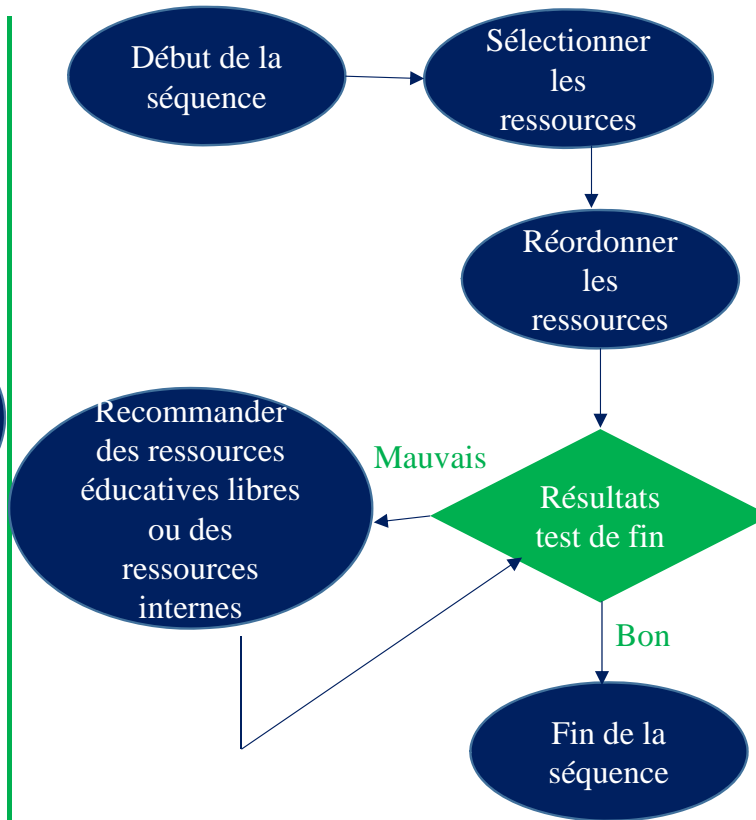 Début de la
séquence
Sélectionner
les
ressources
Réordonner
les
ressources
Recommander
des ressources
éducatives libres
ou des
ressources
internes
Mauvais
Résultats
test de fin
Bon
Fin de la
séquence